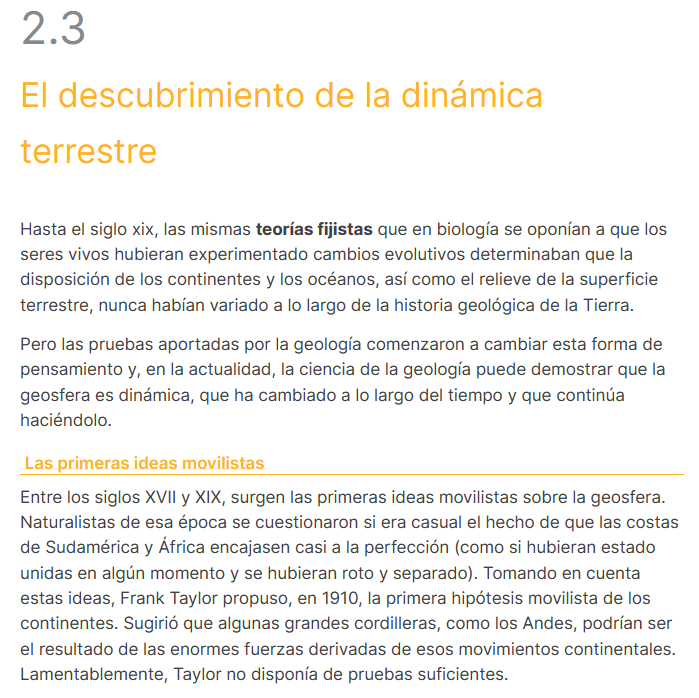 2.3
El descubrimiento de la dinámica
terrestre
Hasta el siglo xix, las mismas teorías fijistas que en biología se oponían a que los
seres vivos hubieran experimentado cambios evolutivos determinaban que la
disposición de los continentes y los océanos, así como el relieve de la superficie
terrestre, nunca habían variado a lo largo de la historia geológica de la Tierra.
Pero las pruebas aportadas por la geología comenzaron a cambiar esta forma de
pensamiento y, en la actualidad, la ciencia de la geología puede demostrar que la
geosfera es dinámica, que ha cambiado a lo largo del tiempo y que continúa
haciéndolo.
Las primeras ideas movilistas
Entre los siglos XVII y XIX, surgen las primeras ideas movilistas sobre la geosfera.
Naturalistas de esa época se cuestionaron si era casual el hecho de que las costas
de Sudamérica y África encajasen casi a la perfección (como si hubieran estado
unidas en algún momento y se hubieran roto y separado). Tomando en cuenta
estas ideas, Frank Taylor propuso, en 1910, la primera hipótesis movilista de los
continentes. Sugirió que algunas grandes cordilleras, como los Andes, podrían ser
el resultado de las enormes fuerzas derivadas de esos movimientos continentales.
Lamentablemente, Taylor no disponía de pruebas suficientes.